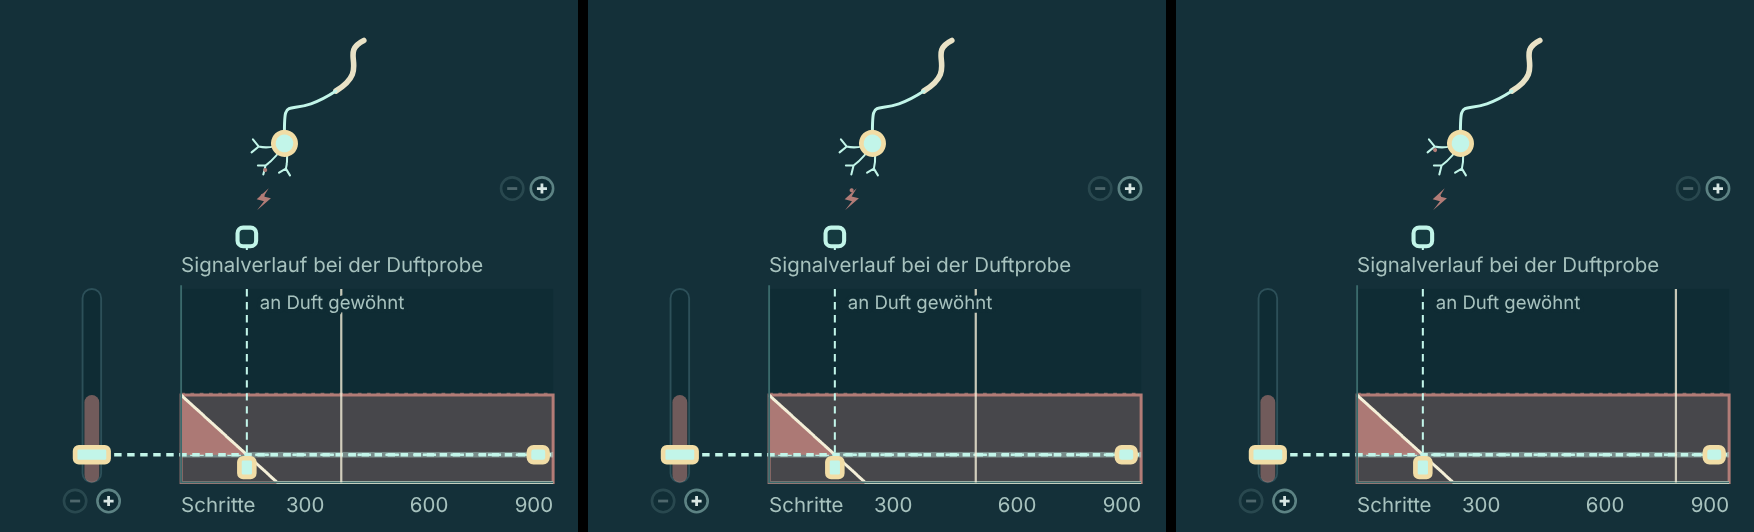 Signalverlauf bei der Duftprobe
an Duft gewöhnt
Schritte 300 600 900
Signalverlauf bei der Duftprobe
an Duft gewöhnt
Schritte 300 600 900
Signalverlauf bei der Duftprobe
an Duft gewöhnt
Schritte 300 600 900